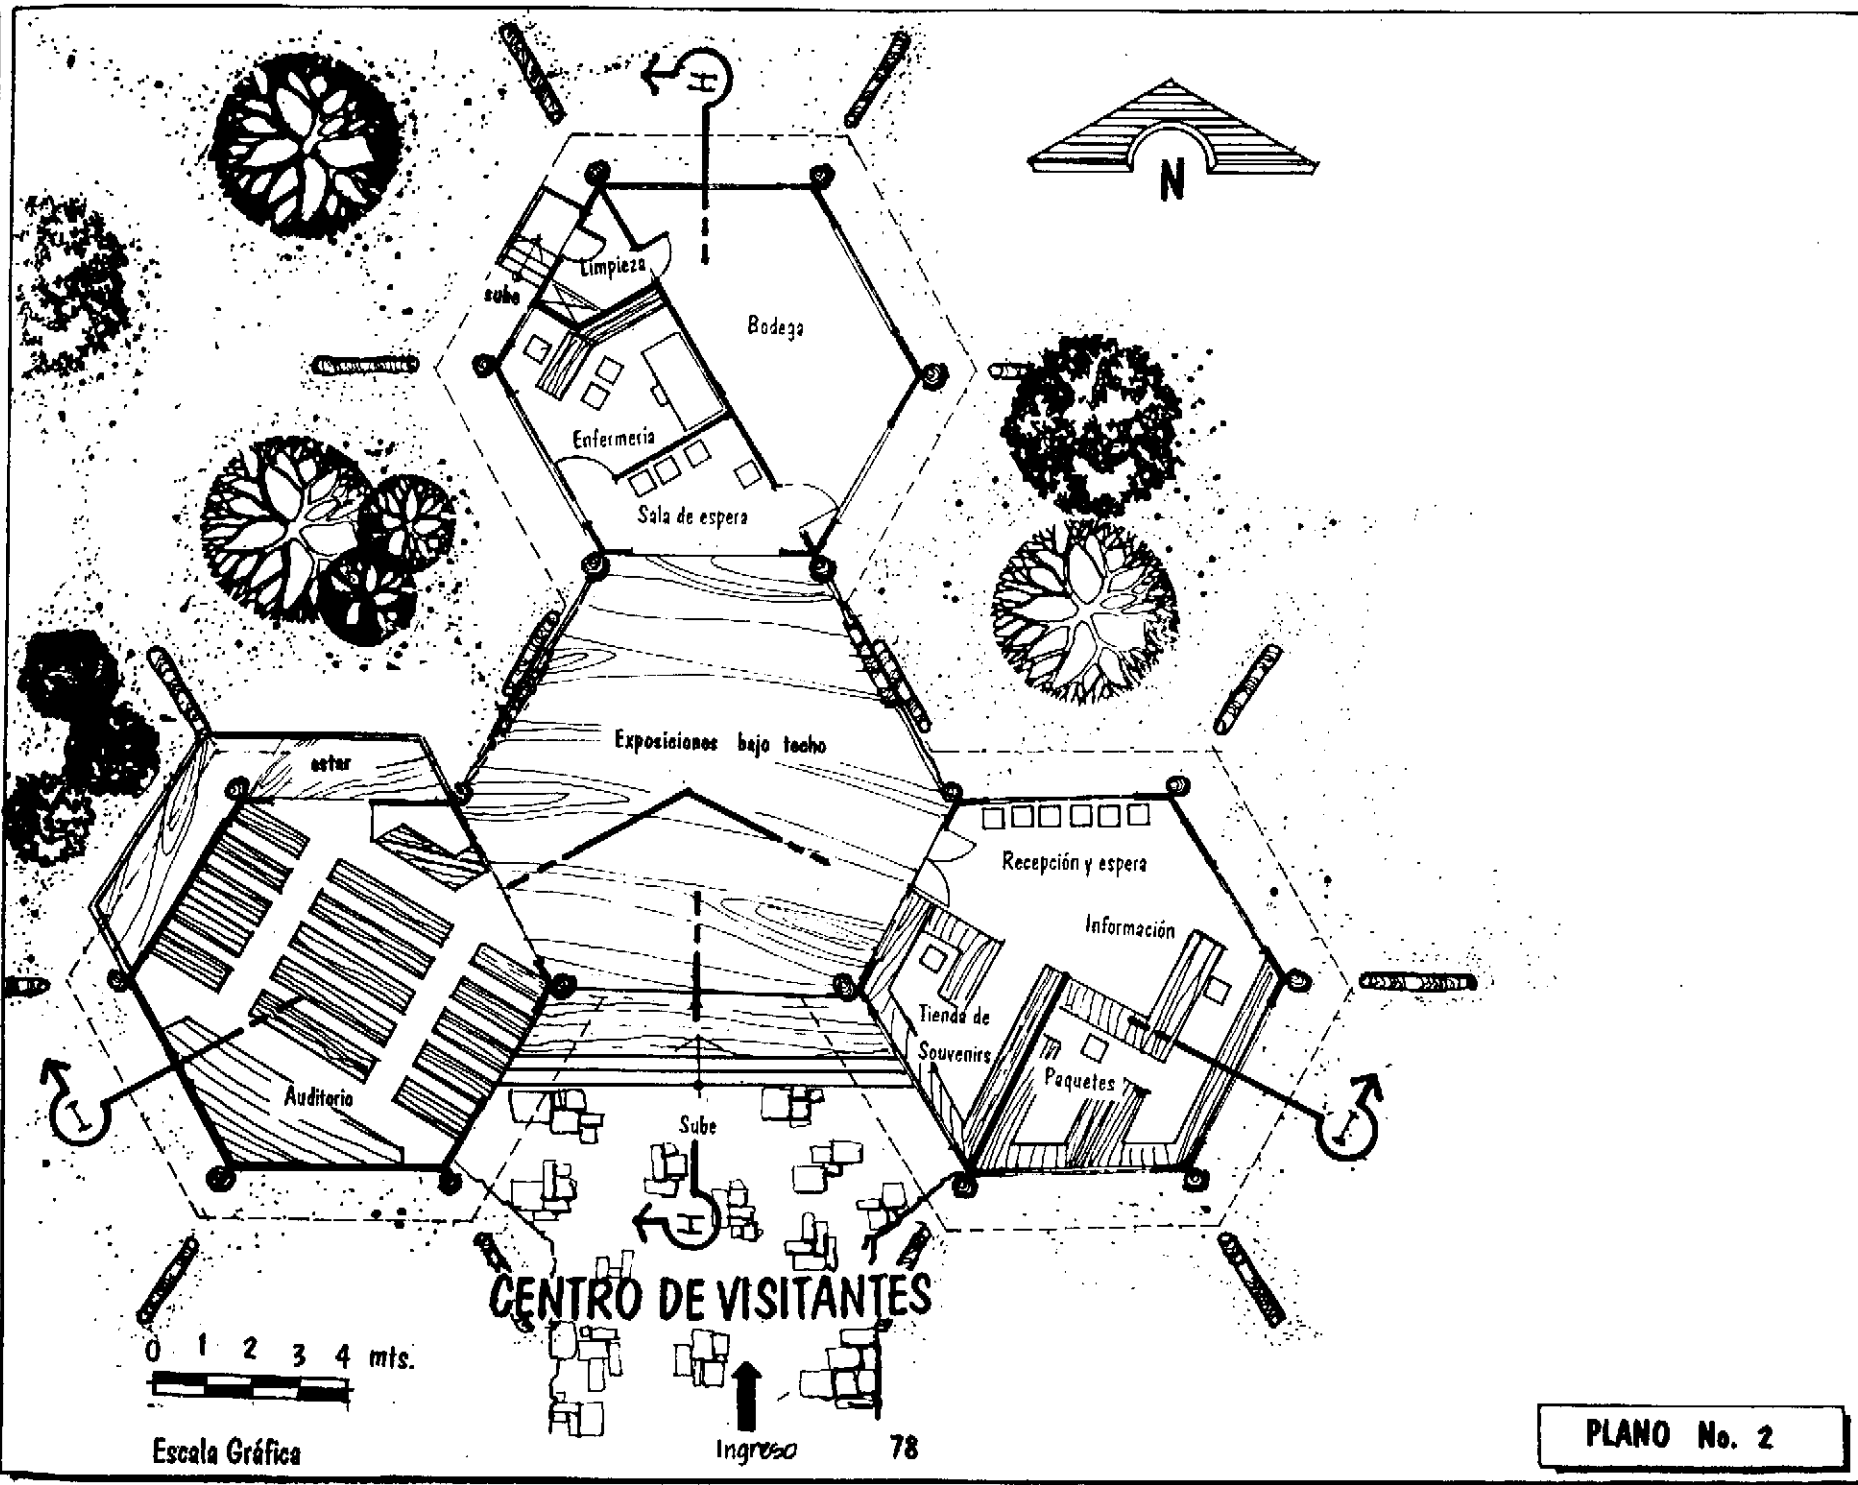 H
N
Limpieza
sube
Bodega
Enfermería
Sala de espera
Exposiciones bajo techo
estar
Recepción y espera
Información
Tienda de
Souvenirs
Paquetes
Auditorio
I
I
Sube
H
CENTRO DE VISITANTES
0 1 2 3 4 mts.
Escala Gráfica
Ingreso
78
PLANO No. 2